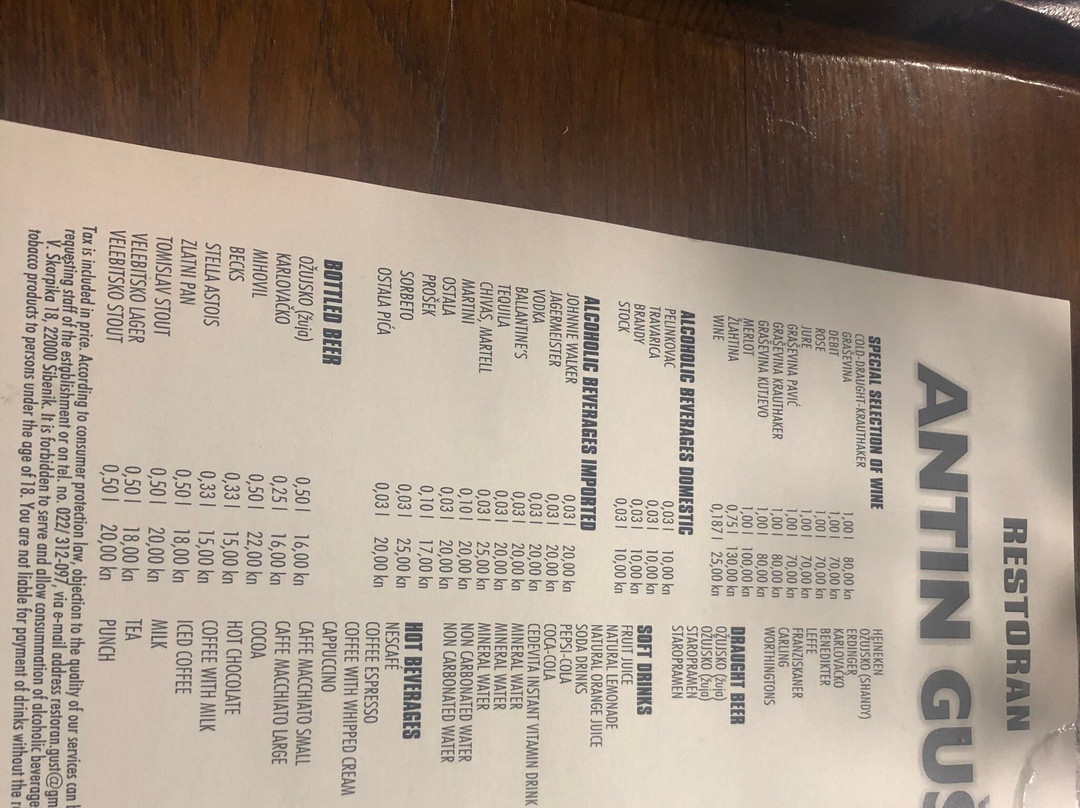 RESTORAN
ANTIN GUŠ
SPECIAL SELECTION OF WINE
COLD-DRAUGHT-KRAUTHAKER
GRAŠEVINA 1,00 l 80,00 kn
DEBIT 1,00 l 70,00 kn
ROSE 1,00 l 70,00 kn
JURE 1,00 l 70,00 kn
GRAŠEVINA PAVIĆ 1,00 l 70,00 kn
GRAŠEVINA KRAUTHAKER 1,00 l 80,00 kn
GRAŠEVINA KUTJEVO 1,00 l 80,00 kn
MERLOT 1,00 l 100,00 kn
ŽLAHTINA 0,75 l 130,00 kn
WINE 0,187 l 25,00 kn
ALCOHOLIC BEVERAGES DOMESTIC
PELINKOVAC 0,03 l 10,00 kn
TRAVARICA 0,03 l 10,00 kn
BRANDY 0,03 l 10,00 kn
STOCK 0,03 l 10,00 kn
ALCOHOLIC BEVERAGES IMPORTED
JOHNNIE WALKER 0,03 l 20,00 kn
JAGERMEISTER 0,03 l 20,00 kn
VODKA 0,03 l 20,00 kn
BALLANTINE'S 0,03 l 20,00 kn
TEQUILA 0,03 l 20,00 kn
CHIVAS, MARTELL 0,03 l 25,00 kn
MARTINI 0,10 l 20,00 kn
OSTALA 0,03 l 20,00 kn
PROŠEK 0,10 l 17,00 kn
SORBETO 0,03 l 25,00 kn
OSTALA PIĆA 0,03 l 20,00 kn
BOTTLED BEER
OŽUJSKO (žuja) 0,50 l 16,00 kn
KARLOVAČKO 0,25 l 16,00 kn
MIHOVIL 0,50 l 22,00 kn
BECKS 0,33 l 15,00 kn
STELLA ASTOIS 0,33 l 15,00 kn
ZLATNI PAN 0,50 l 18,00 kn
TOMISLAV STOUT 0,50 l 20,00 kn
VELEBITSKO LAGER 0,50 l 18,00 kn
VELEBITSKO STOUT 0,50 l 20,00 kn
HEINEKEN
OŽUJSKO (SHANDY)
ERDINGER
KARLOVAČKO
BENEDIKTER
LEFFE
FRANZISKANER
CARLING
WORTHINGTONS
DRAUGHT BEER
OŽUJSKO (žuja)
OŽUJSKO (žuja)
STAROPRAMEN
STAROPRAMEN
SOFT DRINKS
FRUIT JUICE
NATURAL LEMONADE
NATURAL ORANGE JUICE
SODA DRINKS
PEPSI-COLA
COCA-COLA
CEDEVITA INSTANT VITAMIN DRINK
MINERAL WATER
MINERAL WATER
MINERAL WATER
NON CARBONATED WATER
NON CARBONATED WATER
HOT BEVERAGES
NESCAFÉ
COFFEE ESPRESSO
COFFEE WITH WHIPPED CREAM
CAPPUCCINO
CAFFE MACCHIATO SMALL
CAFFE MACCHIATO LARGE
COCOA
HOT CHOCOLATE
COFFEE WITH MILK
ICED COFFEE
MILK
TEA
PUNCH
Tax is included in price. According to consumer protection law, objection to the quality of our services can
requesting staff of the establishment or on tel. no. 022/ 312-097, via e-mail address restoran.gust@gm
V. Škorpika 18, 22000 Šibenik. It is forbidden to serve and allow consummation of alcoholic beverage
tobacco products to persons under the age of 18. You are not liable for payment of drinks without the